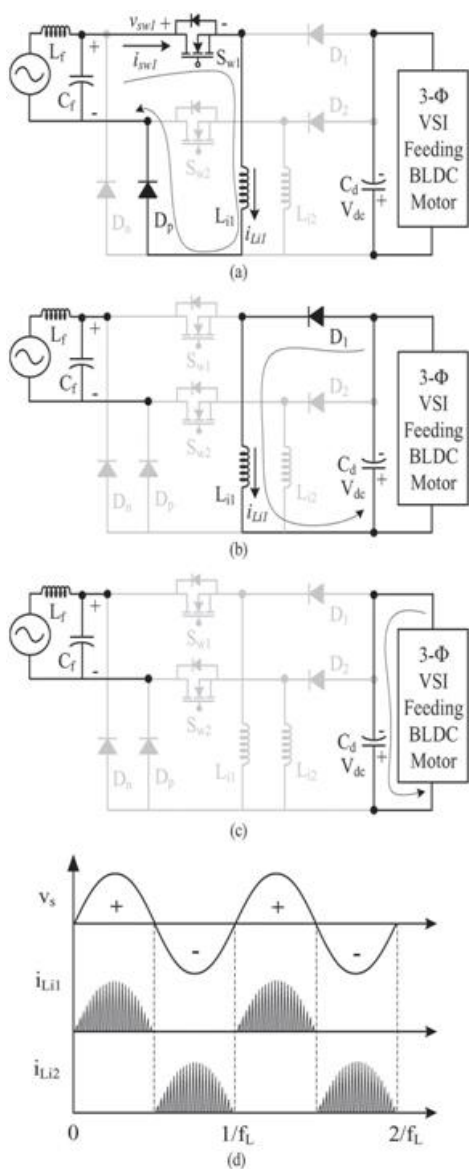 v_sw1 + -
L_f + i_sw1 S_w1 D_1
C_f D_2
- S_w2
D_n D_p L_i1 L_i2 C_d - +
i_Li1 V_dc
3-Φ
VSI
Feeding
BLDC
Motor
(a)
L_f + S_w1 D_1
C_f D_2
- S_w2
D_n D_p L_i1 L_i2 C_d - +
i_Li1 V_dc
3-Φ
VSI
Feeding
BLDC
Motor
(b)
L_f + S_w1 D_1
C_f D_2
- S_w2
D_n D_p L_i1 L_i2 C_d - +
V_dc
3-Φ
VSI
Feeding
BLDC
Motor
(c)
v_s + - + -
i_Li1
i_Li2
0 1/f_L 2/f_L
(d)